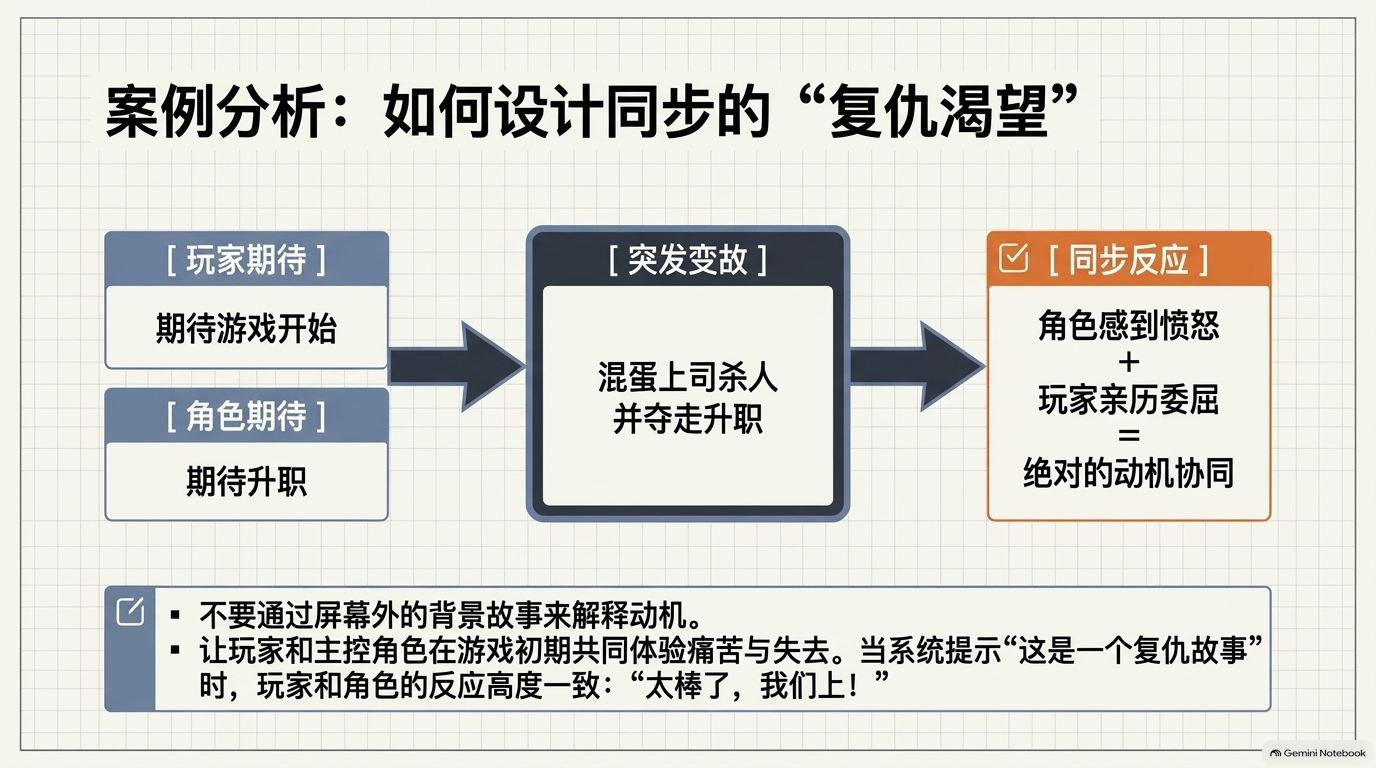 案例分析：如何设计同步的“复仇渴望”
[ 玩家期待 ]
期待游戏开始
[ 角色期待 ]
期待升职
[ 突发变故 ]
混蛋上司杀人
并夺走升职
[ 同步反应 ]
角色感到愤怒
+
玩家亲历委屈
=
绝对的动机协同
▪ 不要通过屏幕外的背景故事来解释动机。
▪ 让玩家和主控角色在游戏初期共同体验痛苦与失去。当系统提示“这是一个复仇故事”
时，玩家和角色的反应高度一致：“太棒了，我们上！”
Gemini Notebook